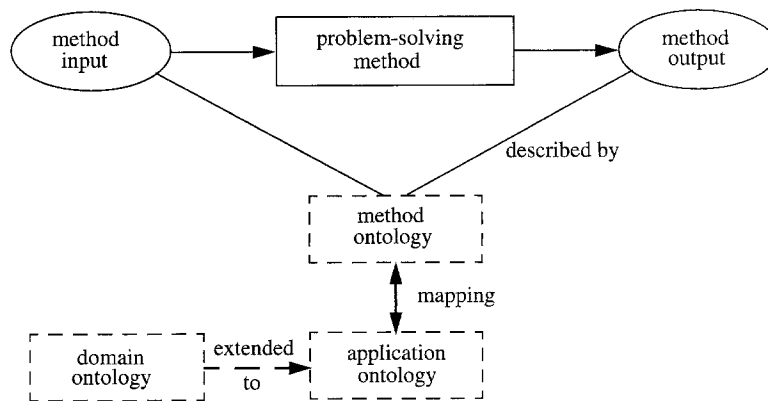 method
input
problem-solving
method
method
output
described by
method
ontology
mapping
domain
ontology
extended
to
application
ontology